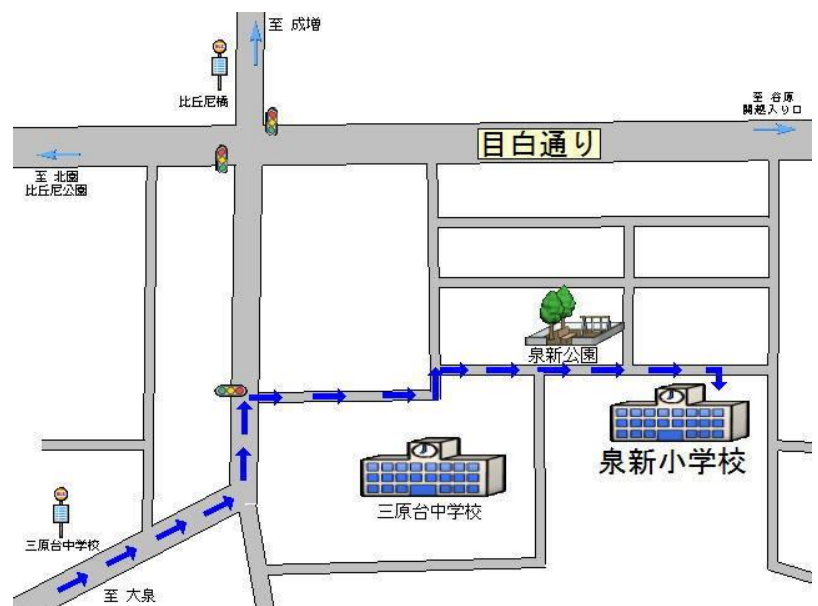 至 成増
比丘尼橋
至 谷原
関越入り口
目白通り
至 北園
比丘尼公園
泉新公園
泉新小学校
三原台中学校
三原台中学校
至 大泉